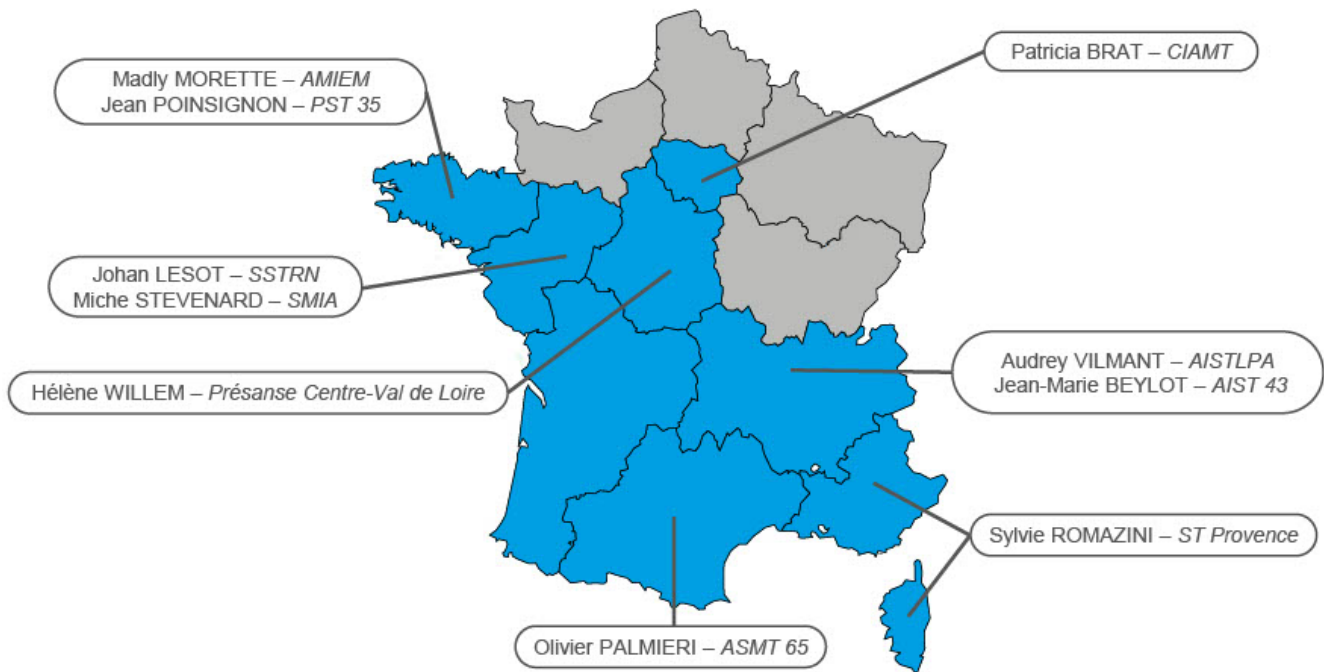 Madly MORETTE – AMIEM
Jean POINSIGNON – PST 35
Patricia BRAT – CIAMT
Johan LESOT – SSTRN
Miche STEVENARD – SMIA
Hélène WILLEM – Présanse Centre-Val de Loire
Audrey VILMANT – AISTLPA
Jean-Marie BEYLOT – AIST 43
Sylvie ROMAZINI – ST Provence
Olivier PALMIERI – ASMT 65